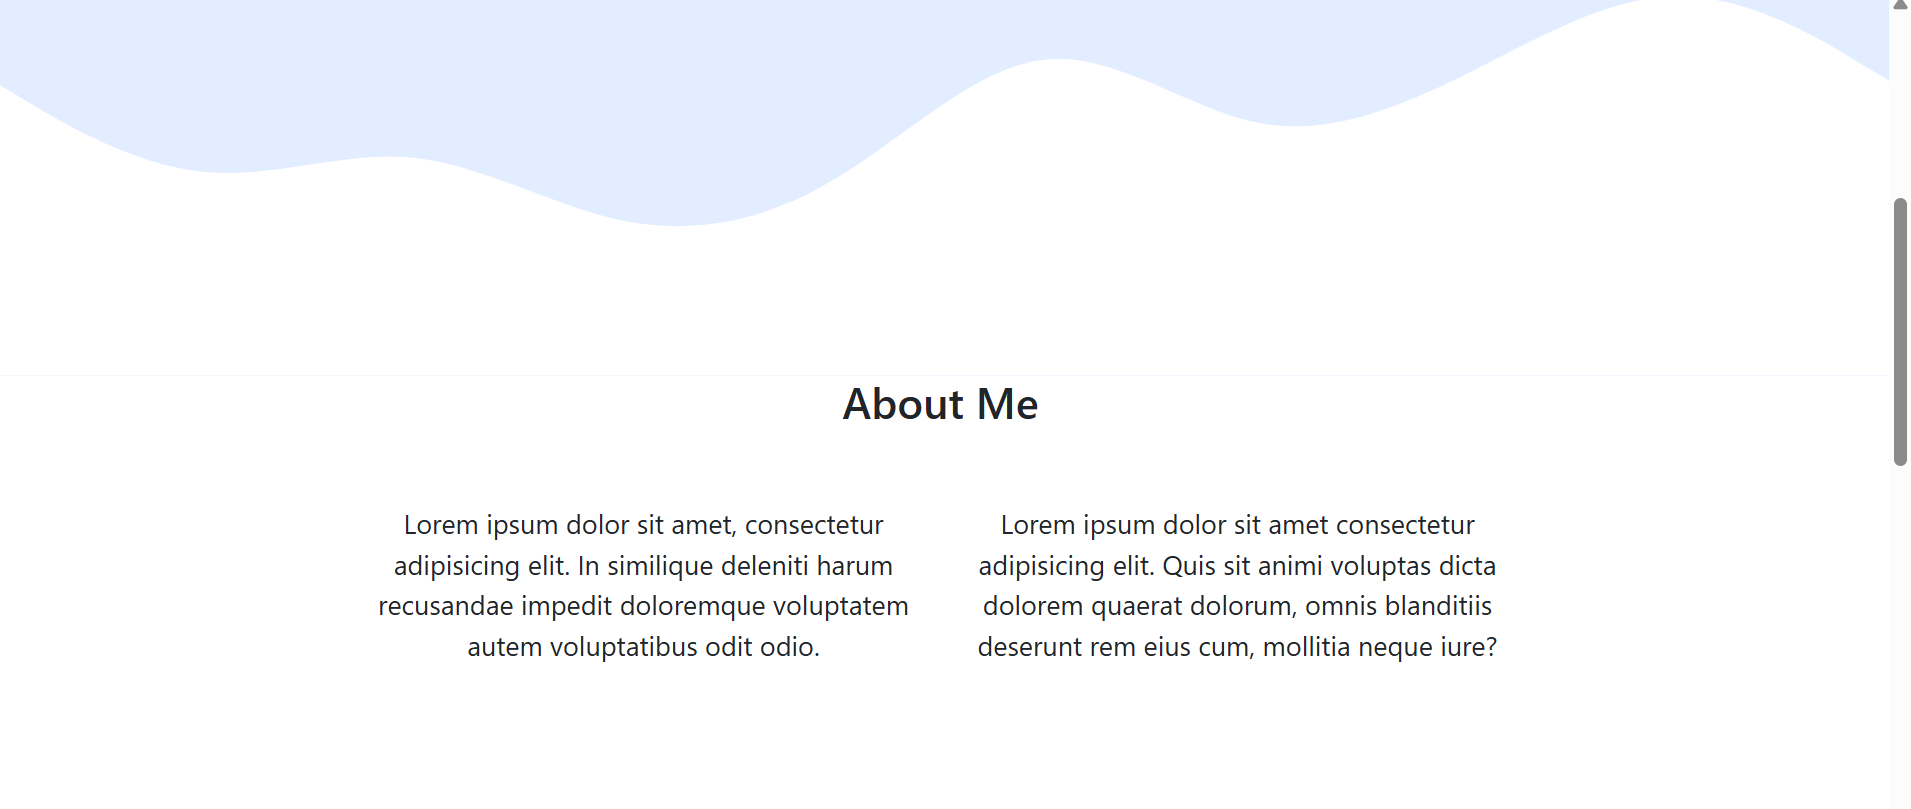 About Me
Lorem ipsum dolor sit amet, consectetur
adipisicing elit. In similique deleniti harum
recusandae impedit doloremque voluptatem
autem voluptatibus odit odio.
Lorem ipsum dolor sit amet consectetur
adipisicing elit. Quis sit animi voluptas dicta
dolorem quaerat dolorum, omnis blanditiis
deserunt rem eius cum, mollitia neque iure?